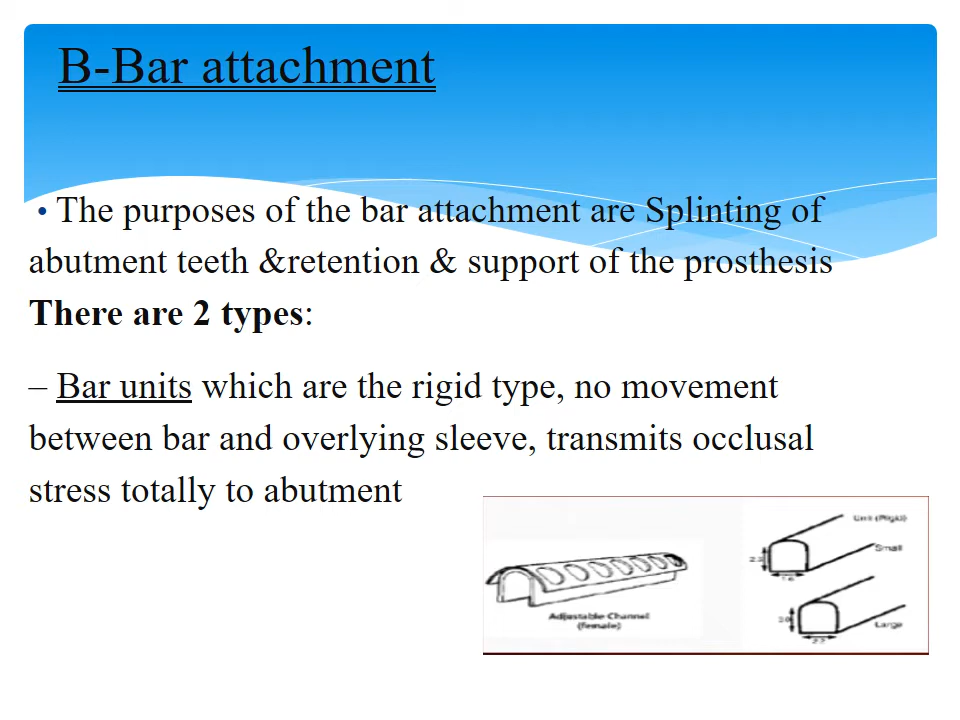 B-Bar attachment
• The purposes of the bar attachment are Splinting of
abutment teeth &retention & support of the prosthesis
There are 2 types:
– Bar units which are the rigid type, no movement
between bar and overlying sleeve, transmits occlusal
stress totally to abutment
Unit (Rigid)
Small
Adjustable Channel
(female)
Large